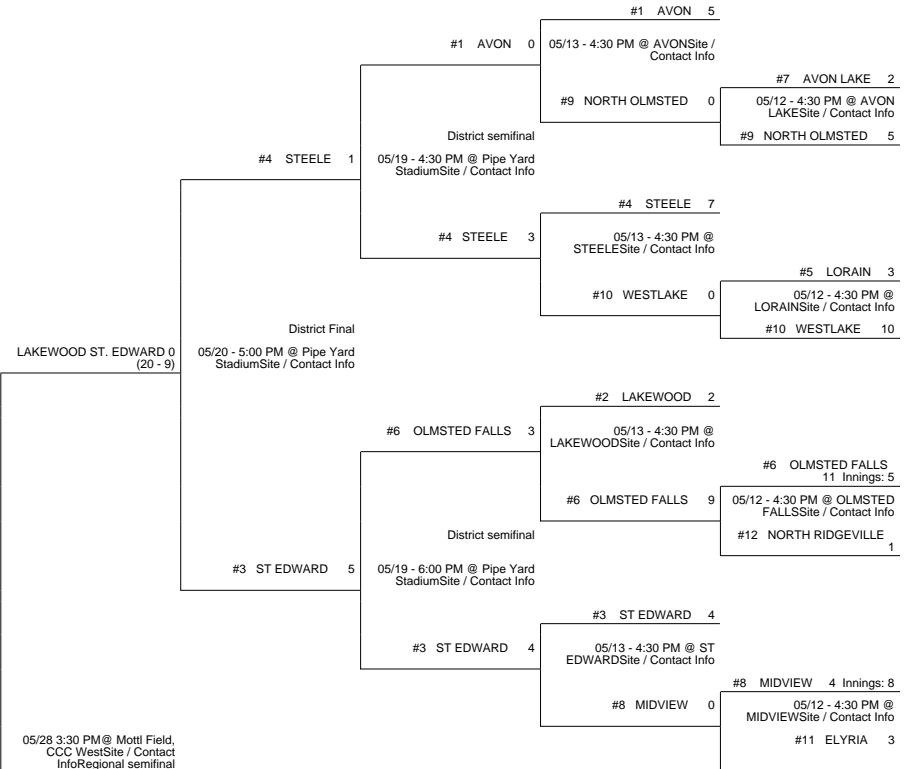 #1 AVON 5
#1 AVON 0
05/13 - 4:30 PM @ AVONSite /
Contact Info
#7 AVON LAKE 2
#9 NORTH OLMSTED 0
05/12 - 4:30 PM @ AVON
LAKESite / Contact Info
#9 NORTH OLMSTED 5
District semifinal
#4 STEELE 1
05/19 - 4:30 PM @ Pipe Yard
StadiumSite / Contact Info
#4 STEELE 7
#4 STEELE 3
05/13 - 4:30 PM @
STEELESite / Contact Info
#5 LORAIN 3
#10 WESTLAKE 0
05/12 - 4:30 PM @
LORAINSite / Contact Info
#10 WESTLAKE 10
District Final
LAKEWOOD ST. EDWARD 0
(20 - 9)
05/20 - 5:00 PM @ Pipe Yard
StadiumSite / Contact Info
#2 LAKEWOOD 2
#6 OLMSTED FALLS 3
05/13 - 4:30 PM @
LAKEWOODSite / Contact Info
#6 OLMSTED FALLS
11 Innings: 5
#6 OLMSTED FALLS 9
05/12 - 4:30 PM @ OLMSTED
FALLSSite / Contact Info
#12 NORTH RIDGEVILLE
1
District semifinal
#3 ST EDWARD 5
05/19 - 6:00 PM @ Pipe Yard
StadiumSite / Contact Info
#3 ST EDWARD 4
#3 ST EDWARD 4
05/13 - 4:30 PM @ ST
EDWARDSite / Contact Info
#8 MIDVIEW 4 Innings: 8
#8 MIDVIEW 0
05/12 - 4:30 PM @
MIDVIEWSite / Contact Info
#11 ELYRIA 3
05/28 3:30 PM@ Mottl Field,
CCC WestSite / Contact
InfoRegional semifinal